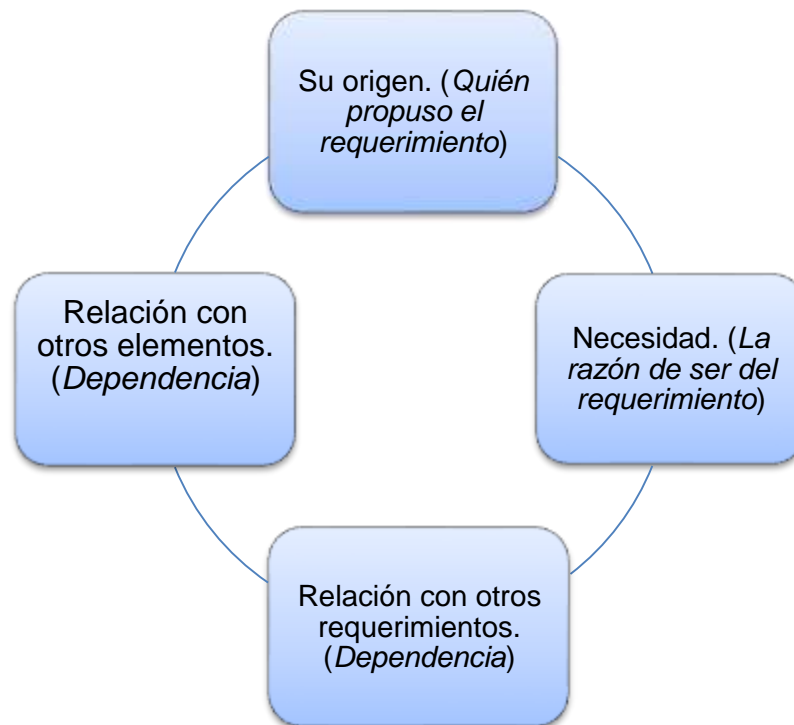 Su origen. (Quién
propuso el
requerimiento)
Necesidad. (La
razón de ser del
requerimiento)
Relación con otros
requerimientos.
(Dependencia)
Relación con
otros elementos.
(Dependencia)